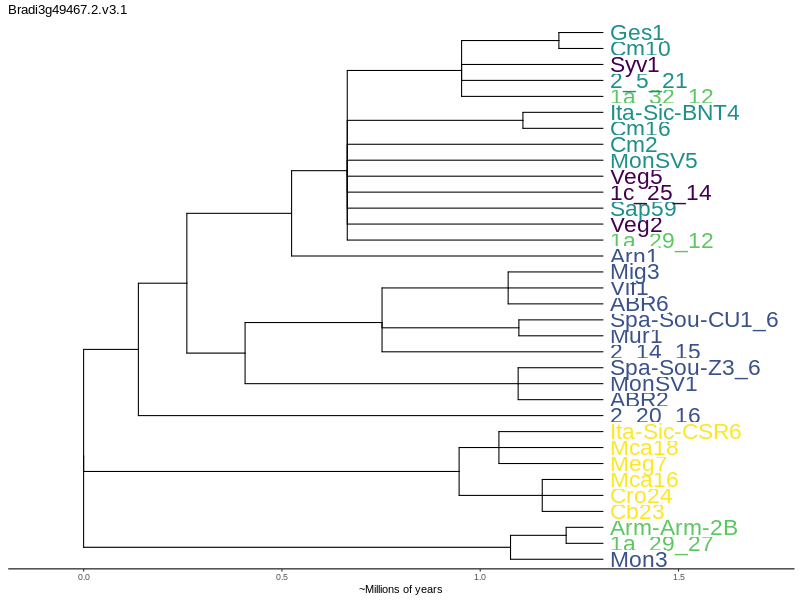 Bradi3g49467.2.v3.1
Ges1
Cm10
Syv1
2_5_21
1a_32_12
Ita-Sic-BNT4
Cm16
Cm2
MonSV5
Veg5
1c_25_14
Sap59
Veg2
1a_29_12
Arn1
Mig3
Vif1
ABR6
Spa-Sou-CU1_6
Mur1
2_14_15
Spa-Sou-Z3_6
MonSV1
ABR2
2_20_16
Ita-Sic-CSR6
Mca18
Meg7
Mca16
Cro24
Cb23
Arm-Arm-2B
1a_29_27
Mon3
0.0 0.5 1.0 1.5
~Millions of years